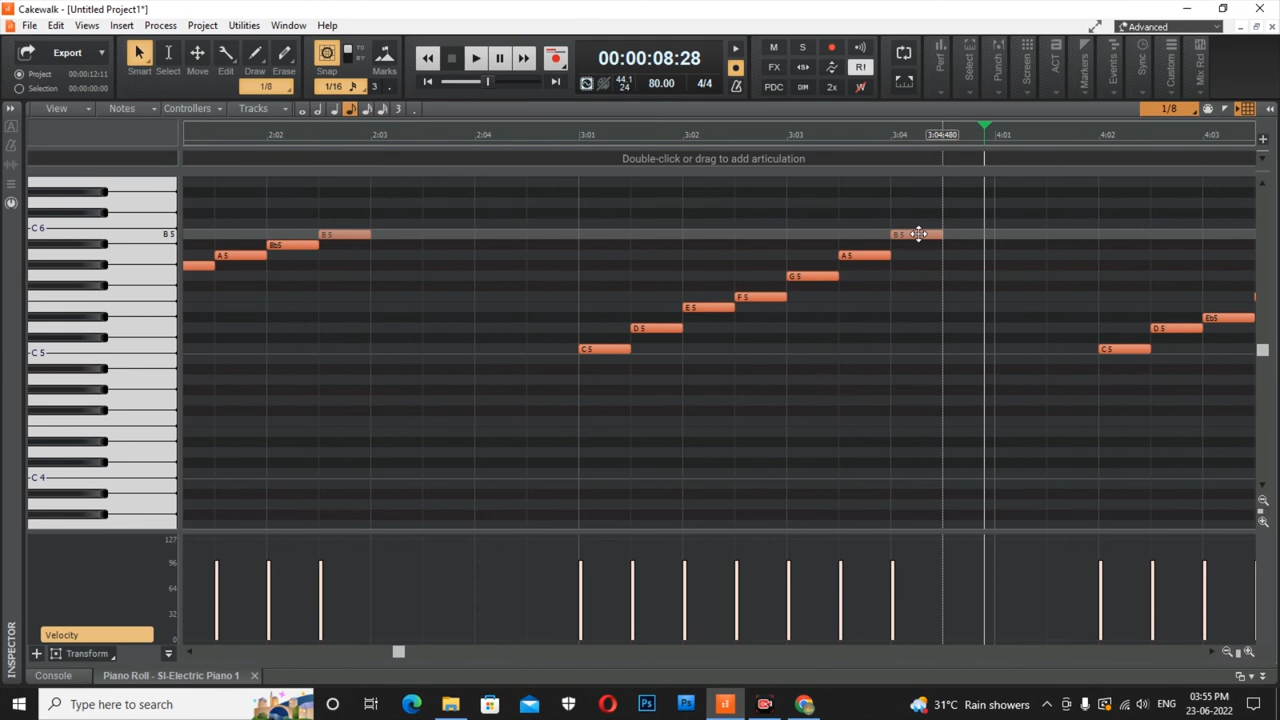 Cakewalk - [Untitled Project1*]
File Edit Views Insert Process Project Utilities Window Help
Advanced
Export
Project 00:00:12:11
Selection 00:00:00:00
Smart Select Move Edit Draw Erase Snap Marks
1/8 1/16 3
TO
BY
00:00:08:28
44.1
24 80.00 4/4
M S
FX R!
PDC DIM 2x
Perf Select Screen Punch ACT Markers Events Sync Custom Mix Rcl
View Notes Controllers Tracks 3 1/8
2:02 2:03 2:04 3:01 3:02 3:03 3:04 3:04:480 4:01 4:02 4:03
Double-click or drag to add articulation
C 6
B 5
B 5 B 5
Bb5
A 5 A 5
G 5
F 5
E 5
Eb5
D 5 D 5
C 5 C 5 C 5
C 4
127
96
64
32
0
Velocity
Transform
INSPECTOR
Console Piano Roll - SI-Electric Piano 1
Type here to search
31°C Rain showers ENG
03:55 PM
23-06-2022